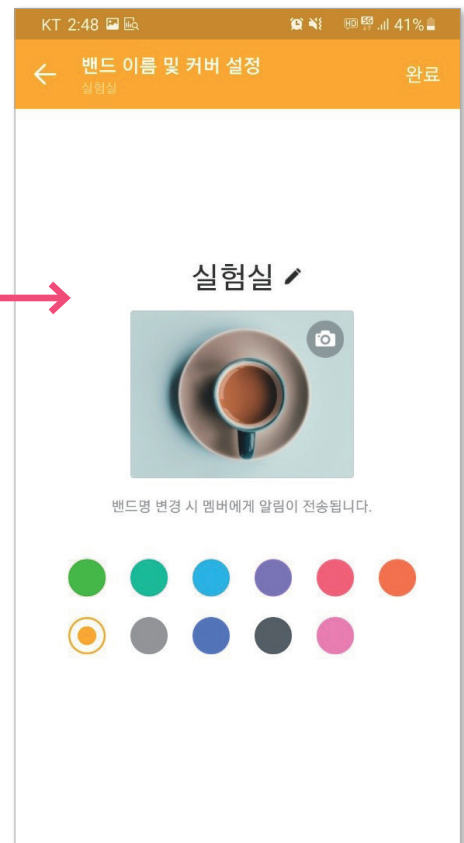 KT 2:48 HD 5G 41%
밴드 이름 및 커버 설정
실험실
완료
실험실
밴드명 변경 시 멤버에게 알림이 전송됩니다.